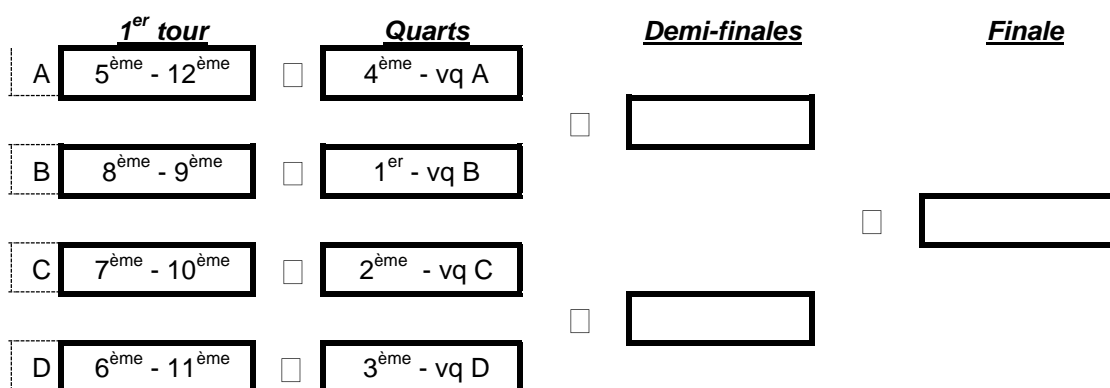 1er tour Quarts Demi-finales Finale
A 5ème - 12ème 4ème - vq A
B 8ème - 9ème 1er - vq B
C 7ème - 10ème 2ème - vq C
D 6ème - 11ème 3ème - vq D